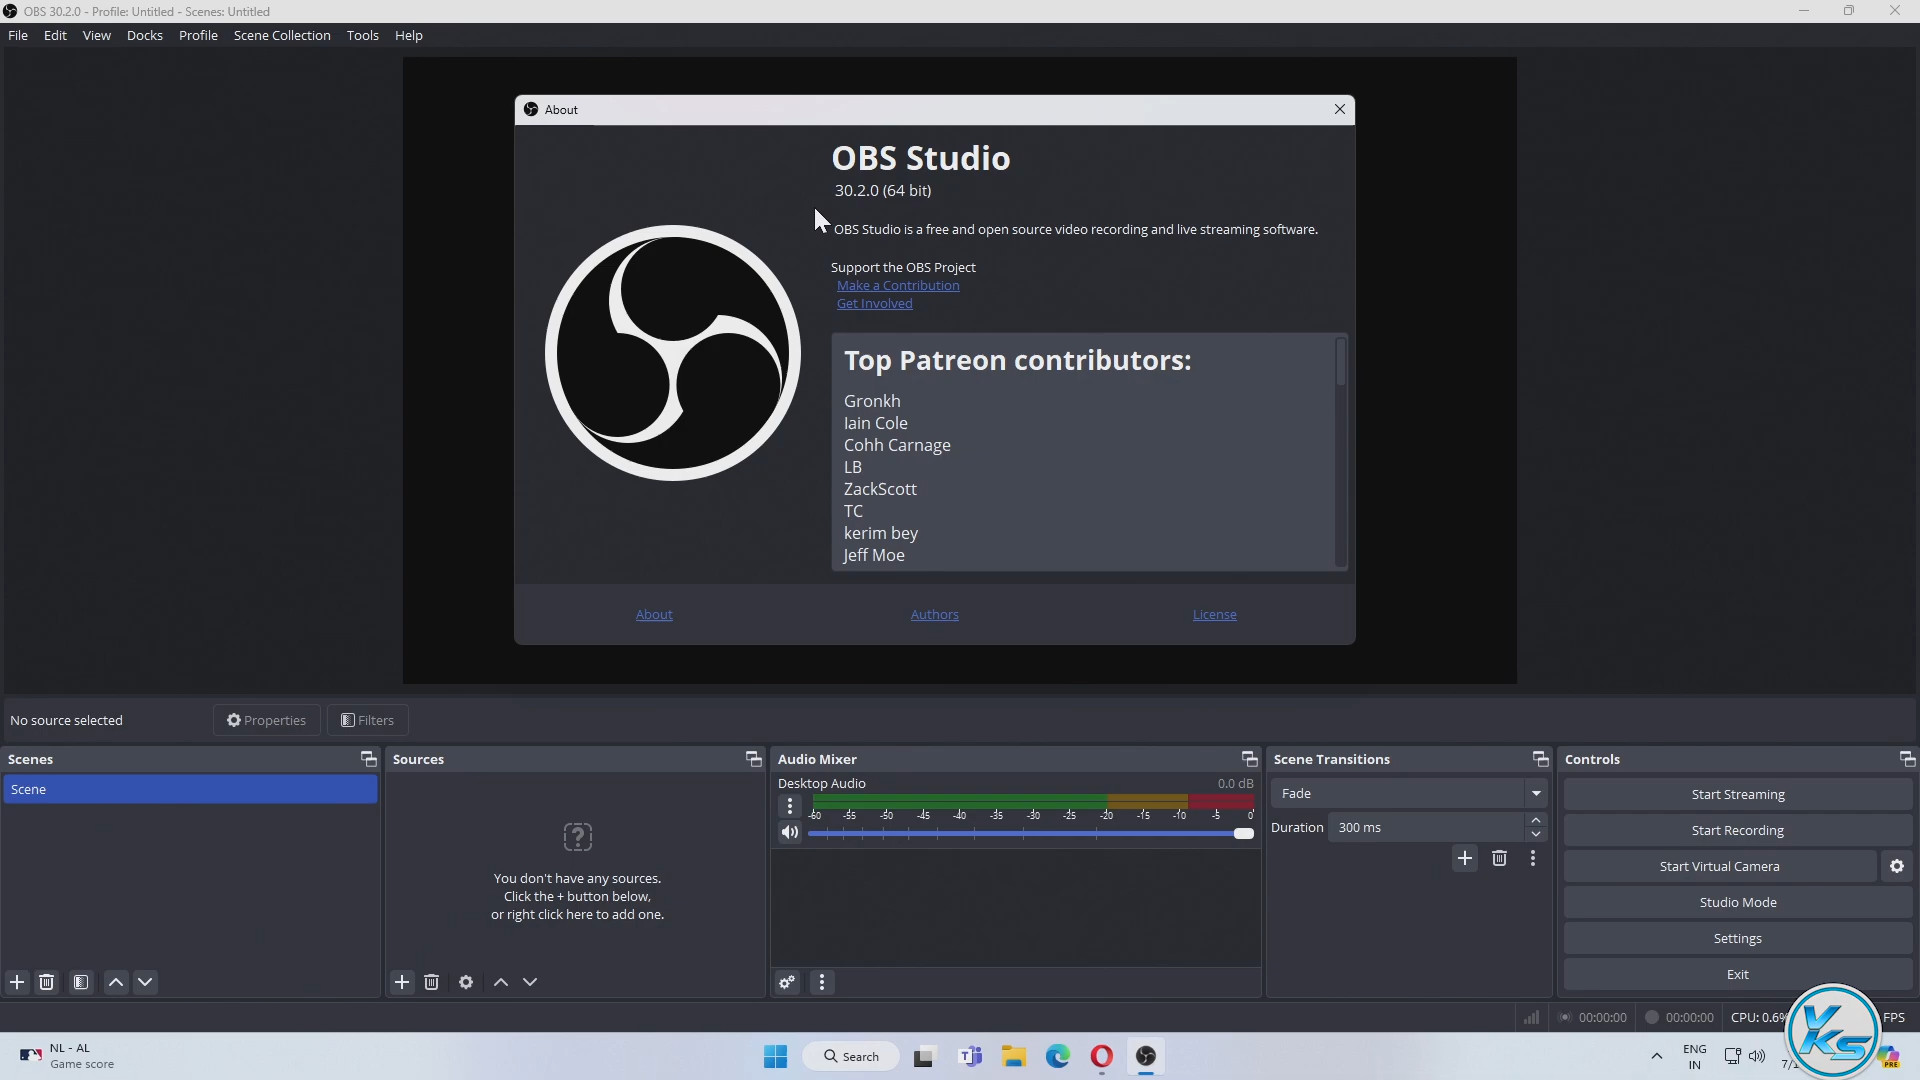 OBS 30.2.0 - Profile: Untitled - Scenes: Untitled
File Edit View Docks Profile Scene Collection Tools Help
About
OBS Studio
30.2.0 (64 bit)
OBS Studio is a free and open source video recording and live streaming software.
Support the OBS Project
Make a Contribution
Get Involved
Top Patreon contributors:
Gronkh
Iain Cole
Cohh Carnage
LB
ZackScott
TC
kerim bey
Jeff Moe
About Authors License
No source selected Properties Filters
Scenes
Scene
Sources
You don't have any sources.
Click the + button below,
or right click here to add one.
Audio Mixer
Desktop Audio 0.0 dB
-60 -55 -50 -45 -40 -35 -30 -25 -20 -15 -10 -5 0
Scene Transitions
Fade
Duration 300 ms
Controls
Start Streaming
Start Recording
Start Virtual Camera
Studio Mode
Settings
Exit
00:00:00 00:00:00 CPU: 0.6% FPS
NL - AL
Game score
Search
ENG
IN
PRE
YKS